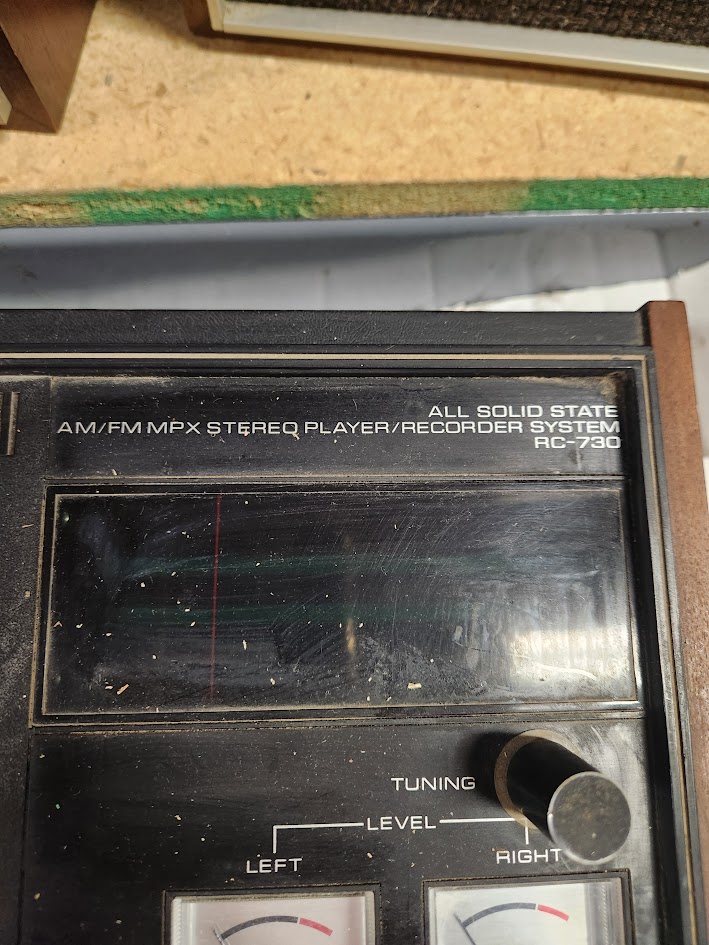 ALL SOLID STATE
AM/FM MPX STEREO PLAYER/RECORDER SYSTEM
RC-730
TUNING
LEVEL
LEFT
RIGHT